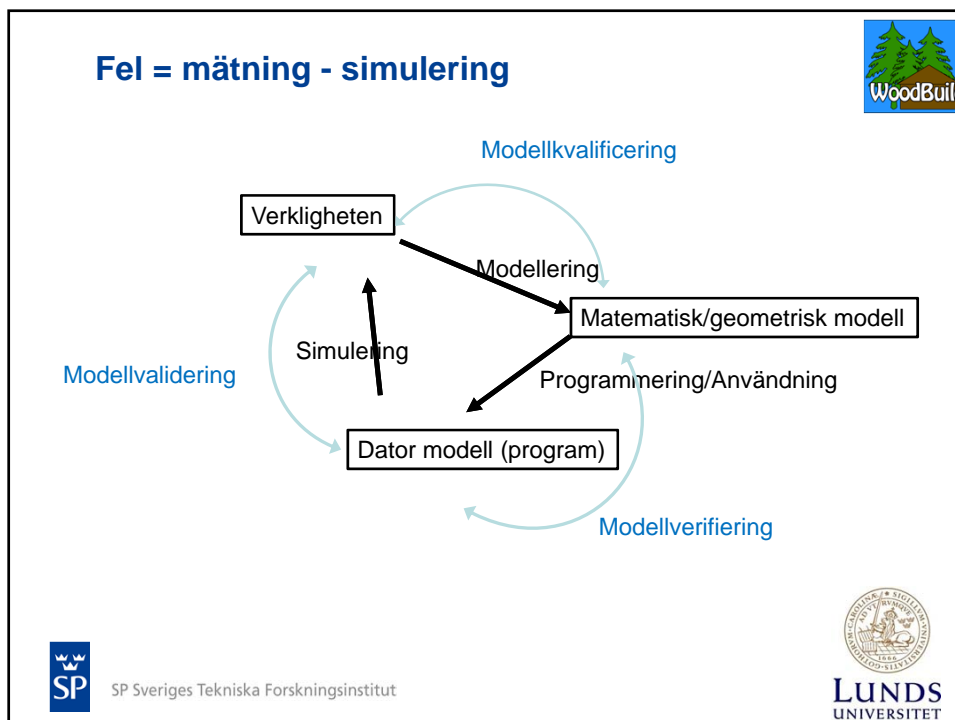 Fel = mätning - simulering
WoodBuil
Modellkvalificering
Verkligheten
Modellering
Matematisk/geometrisk modell
Simulering
Modellvalidering
Programmering/Användning
Dator modell (program)
Modellverifiering
SP
SP Sveriges Tekniska Forskningsinstitut
1666
LUNDS
UNIVERSITET